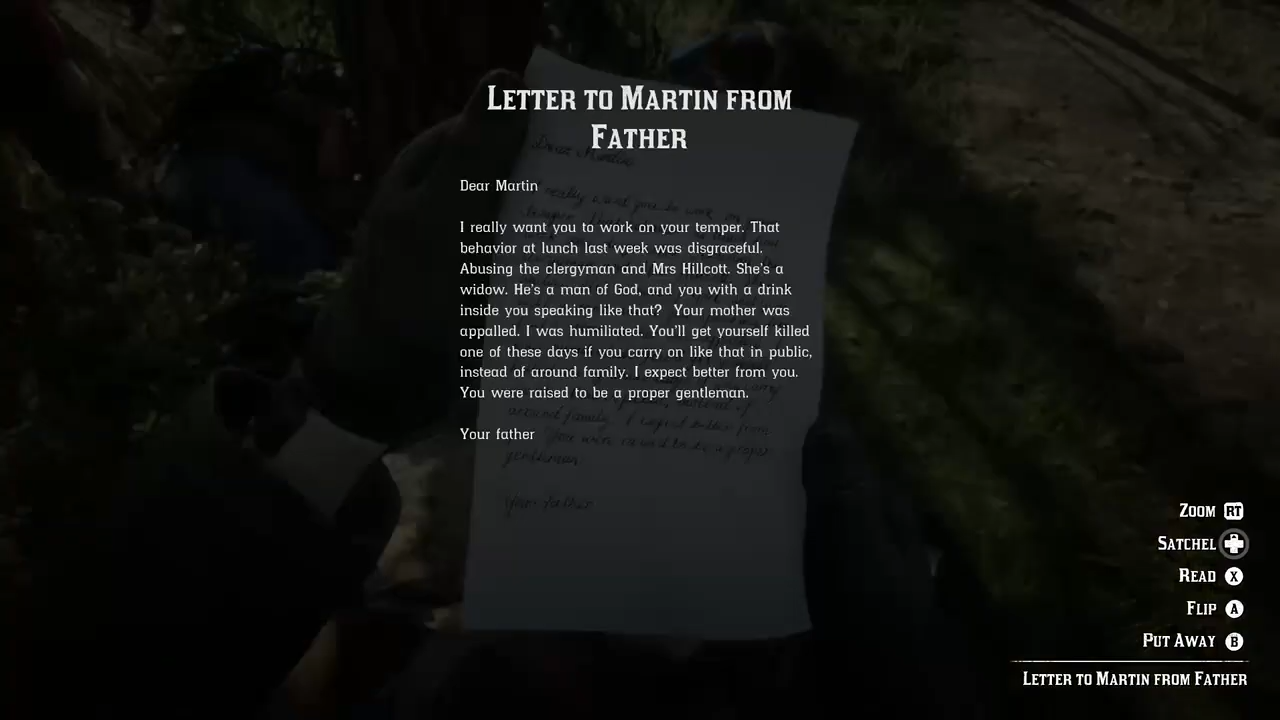 LETTER TO MARTIN FROM
FATHER
Dear Martin
I really want you to work on your temper. That
behavior at lunch last week was disgraceful.
Abusing the clergyman and Mrs Hillcott. She's a
widow. He's a man of God, and you with a drink
inside you speaking like that?  Your mother was
appalled. I was humiliated. You'll get yourself killed
one of these days if you carry on like that in public,
instead of around family. I expect better from you.
You were raised to be a proper gentleman.
Your father
ZOOM RT
SATCHEL
READ X
FLIP A
PUT AWAY B
LETTER TO MARTIN FROM FATHER